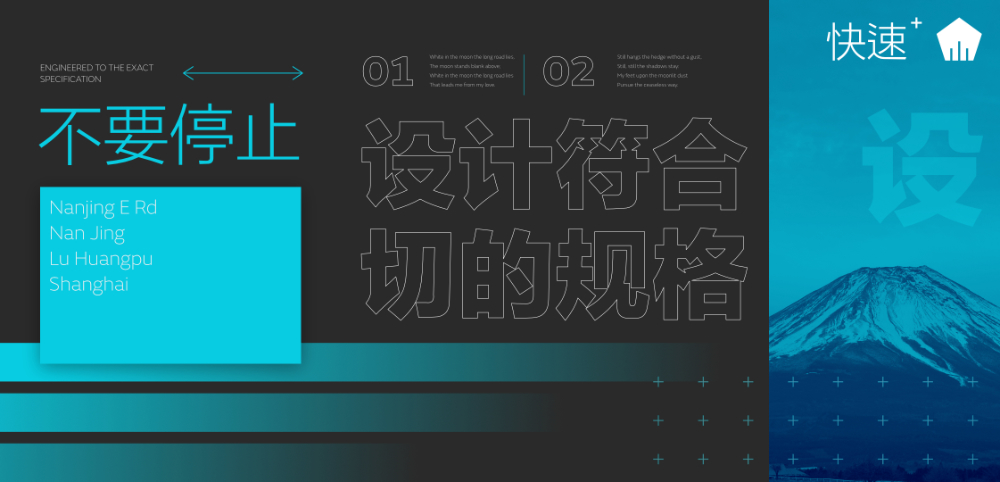 ENGINEERED TO THE EXACT
SPECIFICATION
不要停止
Nanjing E Rd
Nan Jing
Lu Huangpu
Shanghai
01
White in the moon the long road lies,
The moon stands blank above;
White in the moon the long road lies
That leads me from my love.
02
Still hangs the hedge without a gust,
Still, still the shadows stay:
My feet upon the moonlit dust
Pursue the ceaseless way.
设计符合
切的规格
快速+
设